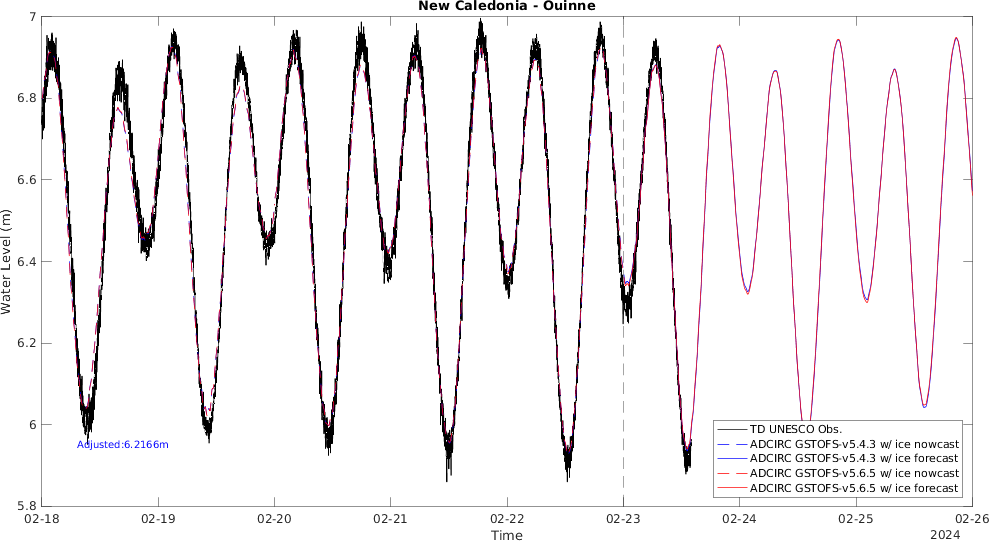 New Caledonia - Ouinne
7
6.8
6.6
6.4
6.2
6
5.8
Water Level (m)
Adjusted:6.2166m
TD UNESCO Obs.
ADCIRC GSTOFS-v5.4.3 w/ ice nowcast
ADCIRC GSTOFS-v5.4.3 w/ ice forecast
ADCIRC GSTOFS-v5.6.5 w/ ice nowcast
ADCIRC GSTOFS-v5.6.5 w/ ice forecast
02-18 02-19 02-20 02-21 02-22 02-23 02-24 02-25 02-26
Time
2024